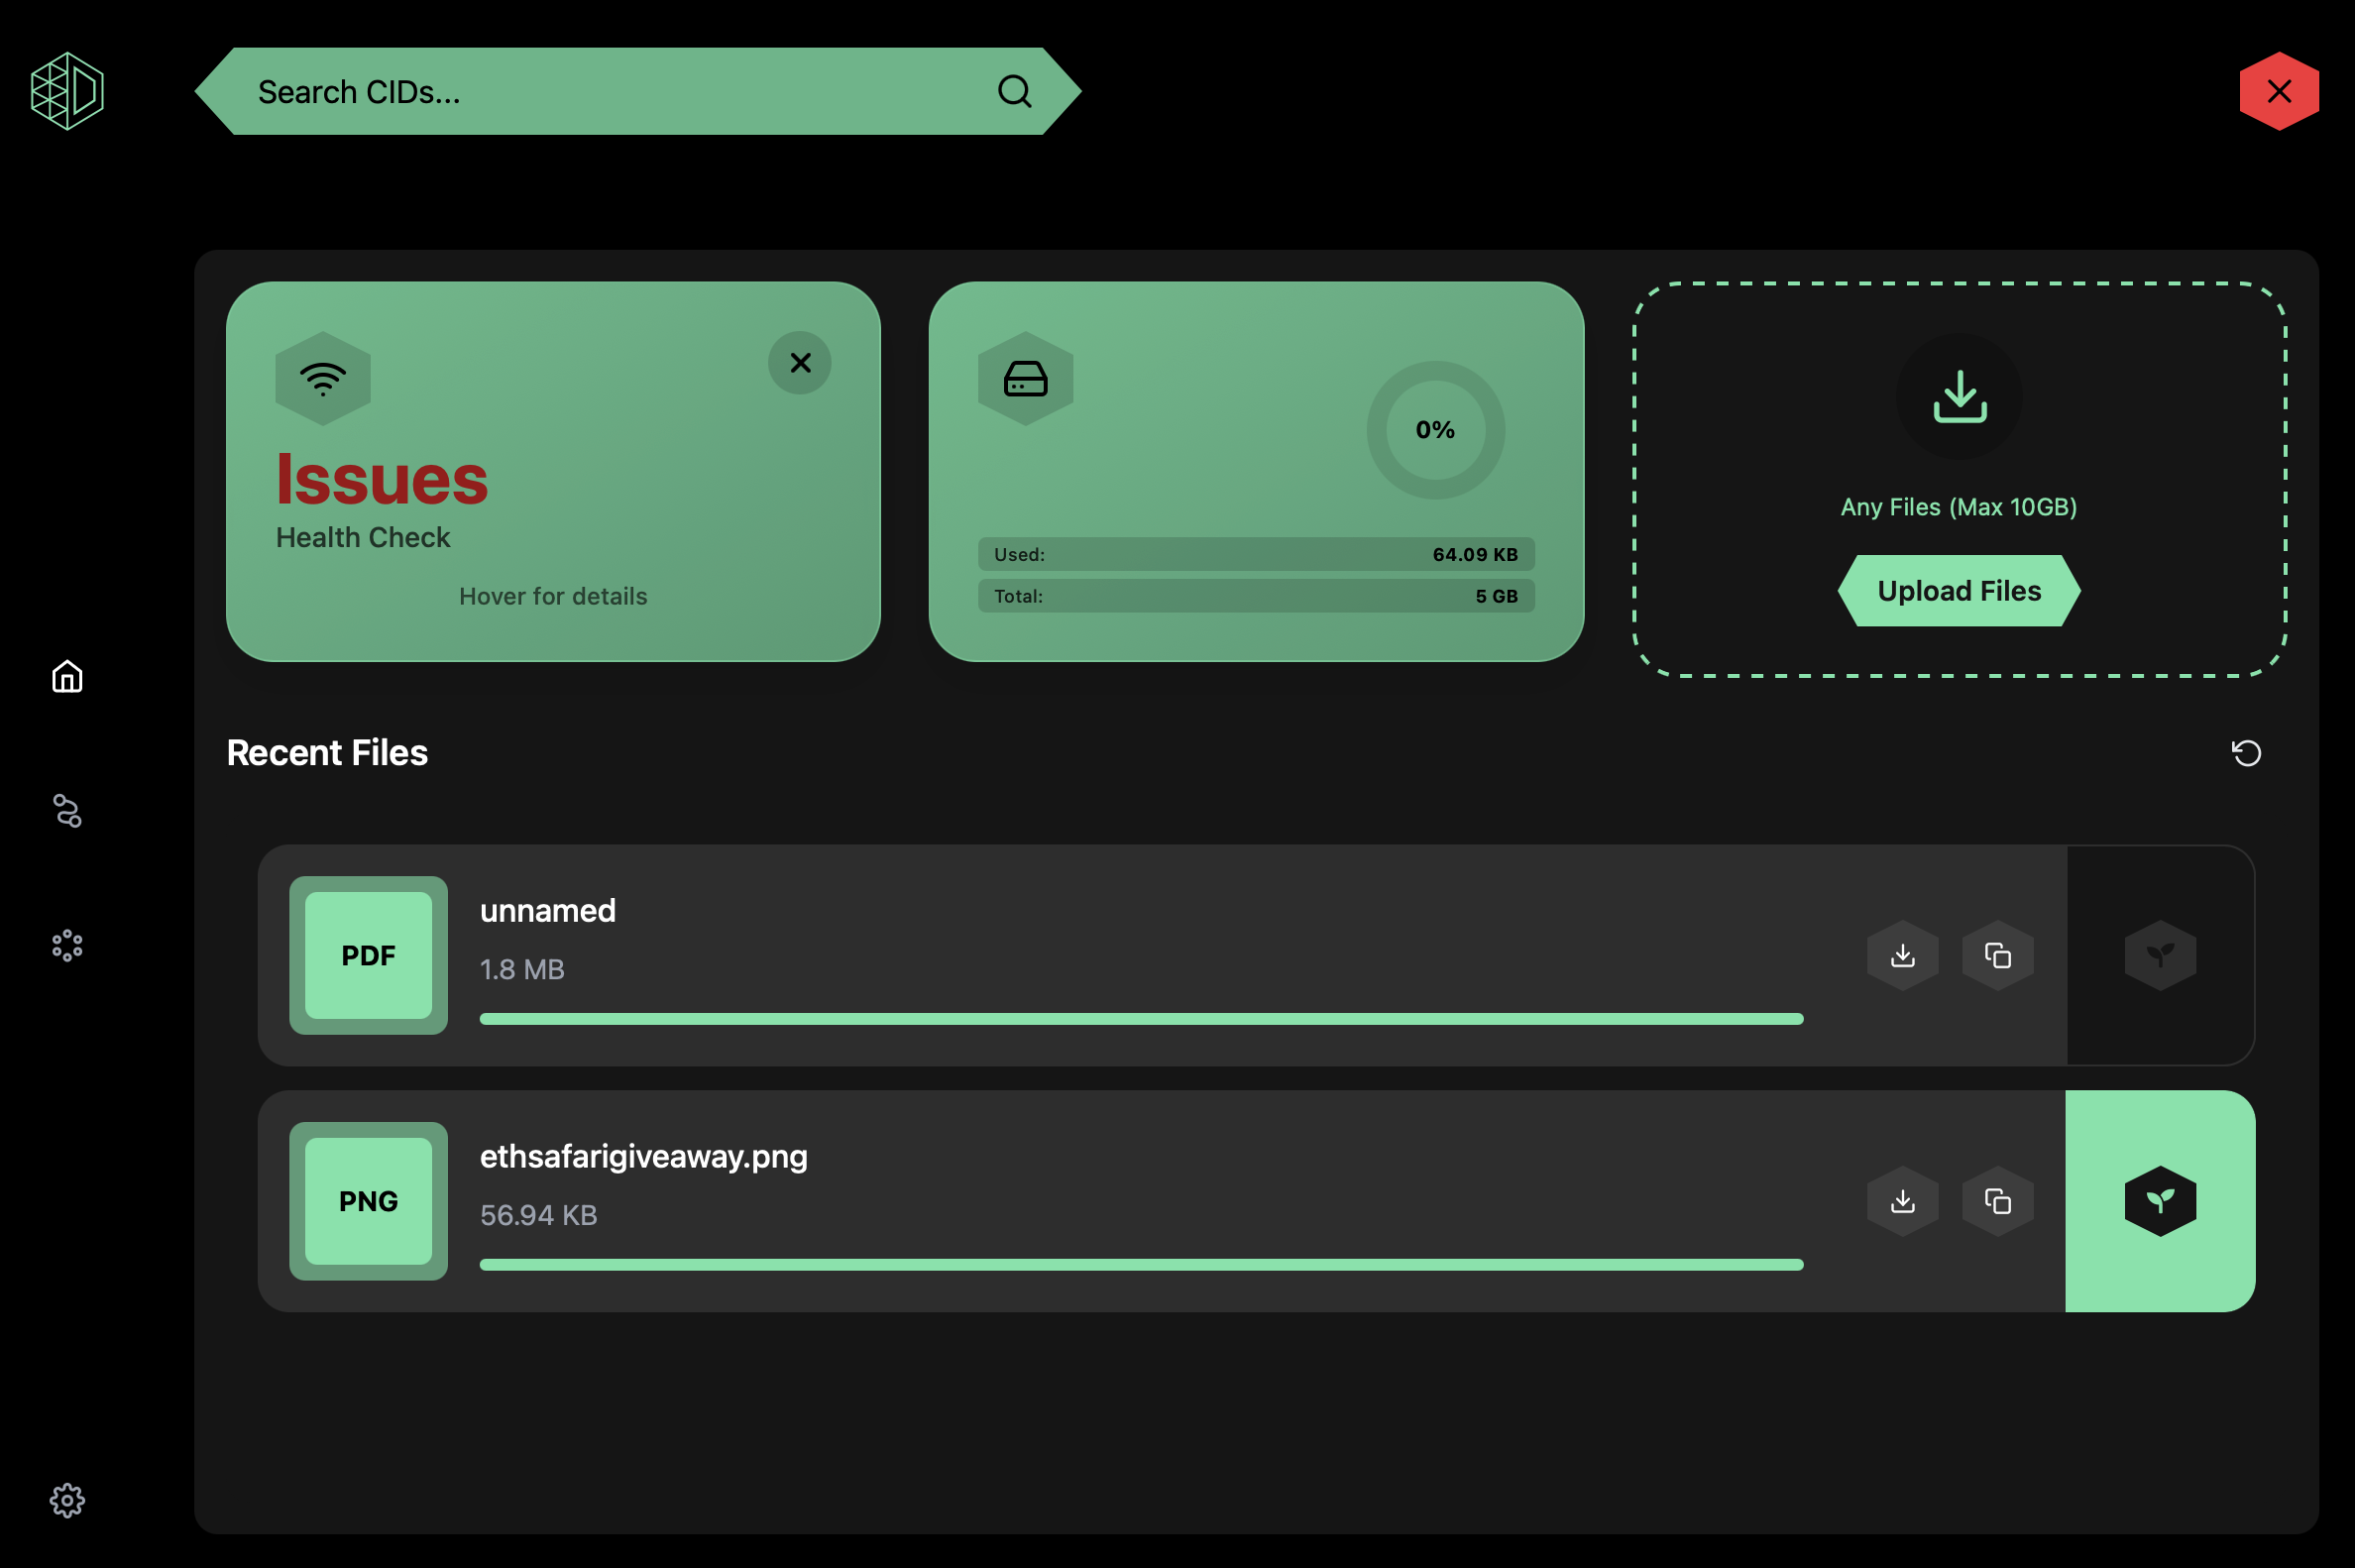 Search CIDs...
Issues
Health Check
Hover for details
0%
Used: 64.09 KB
Total: 5 GB
Any Files (Max 10GB)
Upload Files
Recent Files
PDF
unnamed
1.8 MB
PNG
ethsafarigiveaway.png
56.94 KB